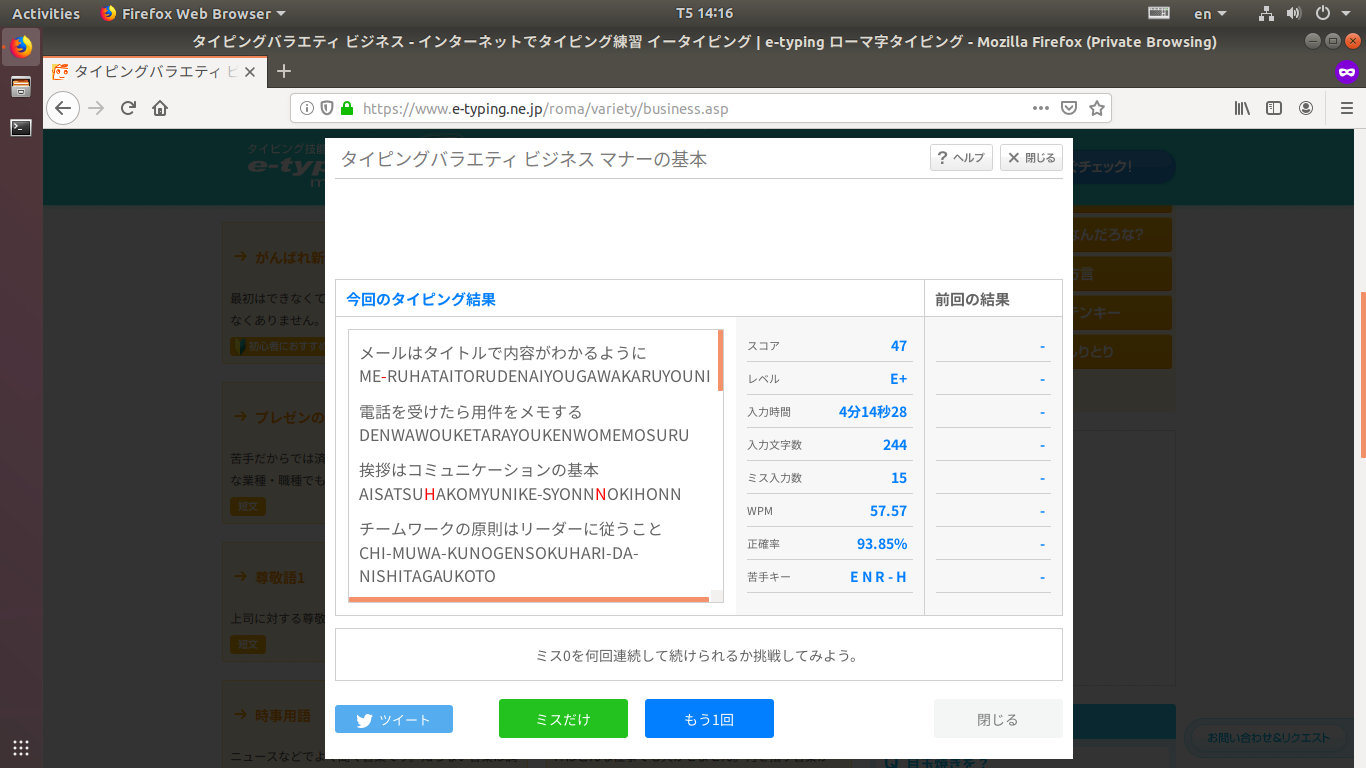 Activities
Firefox Web Browser
T5 14:16
en
タイピングバラエティ ビジネス - インターネットでタイピング練習 イータイピング | e-typing ローマ字タイピング - Mozilla Firefox (Private Browsing)
タイピングバラエティ ビ
https://www.e-typing.ne.jp/roma/variety/business.asp
タイピング技能
e-typ
チェック!
タイピングバラエティ ビジネス マナーの基本
? ヘルプ
閉じる
なんだろな?
方言
テンキー
しりとり
がんばれ新
最初はできなくて
なくありません。
初心者におすすめ
プレゼンの
苦手だからでは済
な業種・職種でも
短文
尊敬語1
上司に対する尊敬
短文
時事用語
今回のタイピング結果
前回の結果
メールはタイトルで内容がわかるように
ME-RUHATAITORUDENAIYOUGAWAKARUYOUNI
電話を受けたら用件をメモする
DENWAWOUKETARAYOUKENWOMEMOSURU
挨拶はコミュニケーションの基本
AISATSUHAKOMYUNIKE-SYONNNOKIHONN
チームワークの原則はリーダーに従うこと
CHI-MUWA-KUNOGENSOKUHARI-DA-
NISHITAGAUKOTO
スコア 47 -
レベル E+ -
入力時間 4分14秒28 -
入力文字数 244 -
ミス入力数 15 -
WPM 57.57 -
正確率 93.85% -
苦手キー E N R - H -
ミス0を何回連続して続けられるか挑戦してみよう。
ツイート
ミスだけ
もう1回
閉じる
お問い合わせ&リクエスト
Q 目玉焼きを?